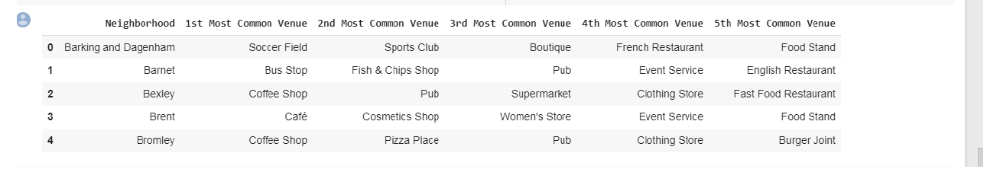 Neighborhood 1st Most Common Venue 2nd Most Common Venue 3rd Most Common Venue 4th Most Common Venue 5th Most Common Venue
0 Barking and Dagenham Soccer Field Sports Club Boutique French Restaurant Food Stand
1 Barnet Bus Stop Fish & Chips Shop Pub Event Service English Restaurant
2 Bexley Coffee Shop Pub Supermarket Clothing Store Fast Food Restaurant
3 Brent Café Cosmetics Shop Women's Store Event Service Food Stand
4 Bromley Coffee Shop Pizza Place Pub Clothing Store Burger Joint